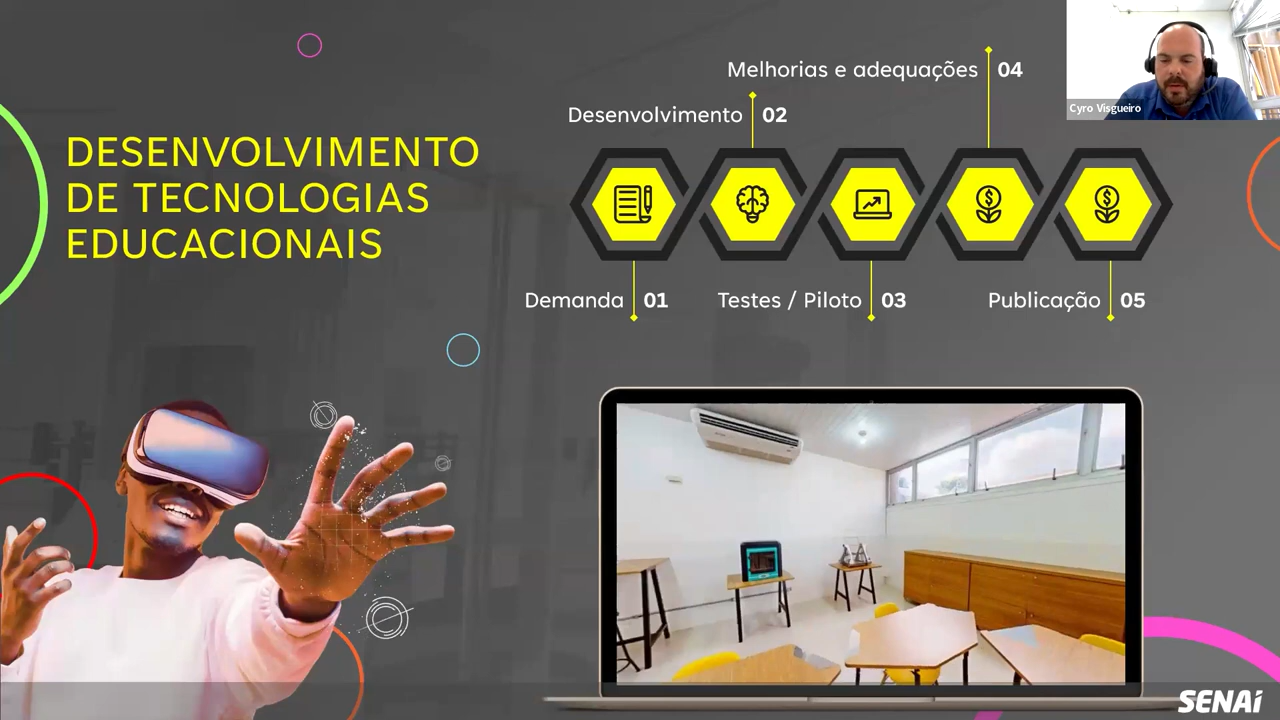 Melhorias e adequações 04
Cyro Visgueiro
Desenvolvimento 02
DESENVOLVIMENTO
DE TECNOLOGIAS
EDUCACIONAIS
Demanda 01
Testes / Piloto 03
Publicação 05
SENAI